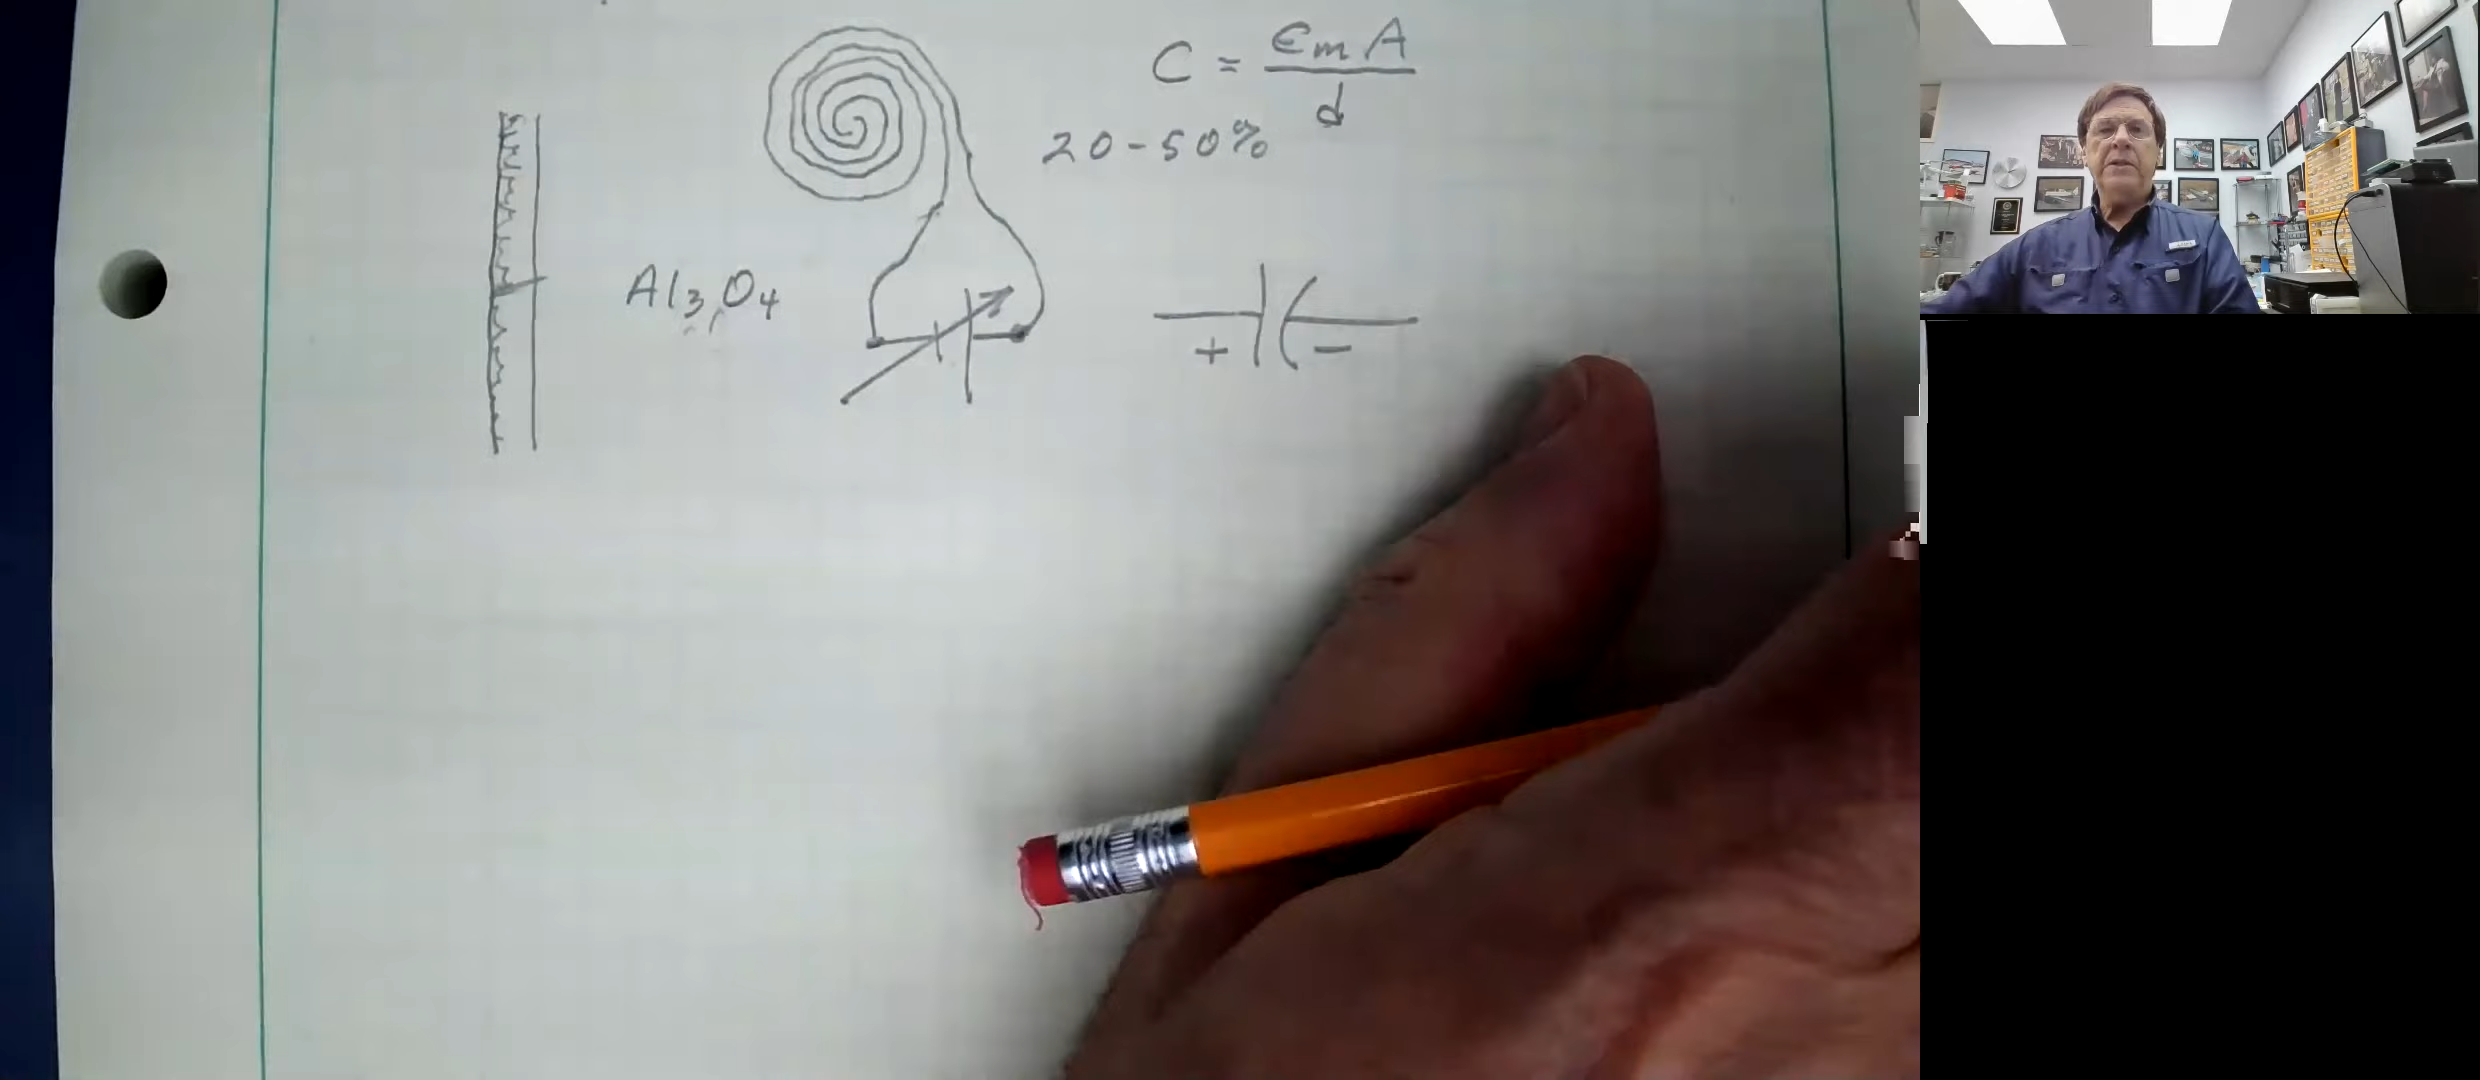 C = εm A / d
20-50%
Al3O4
+ -